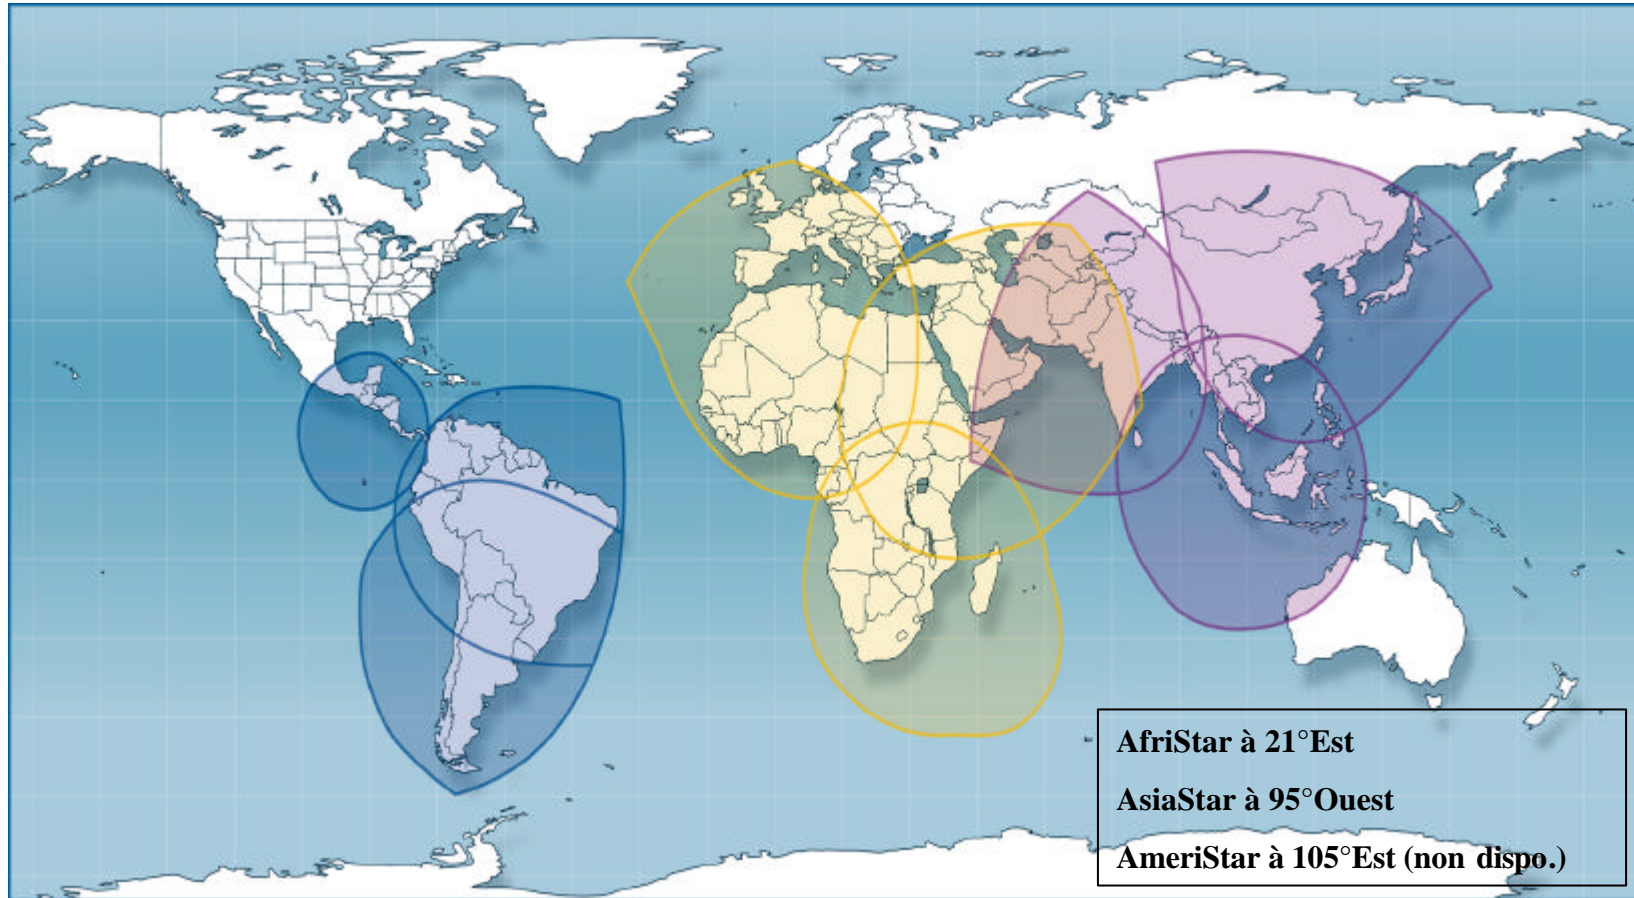 AfriStar à 21°Est
AsiaStar à 95°Ouest
AmeriStar à 105°Est (non dispo.)